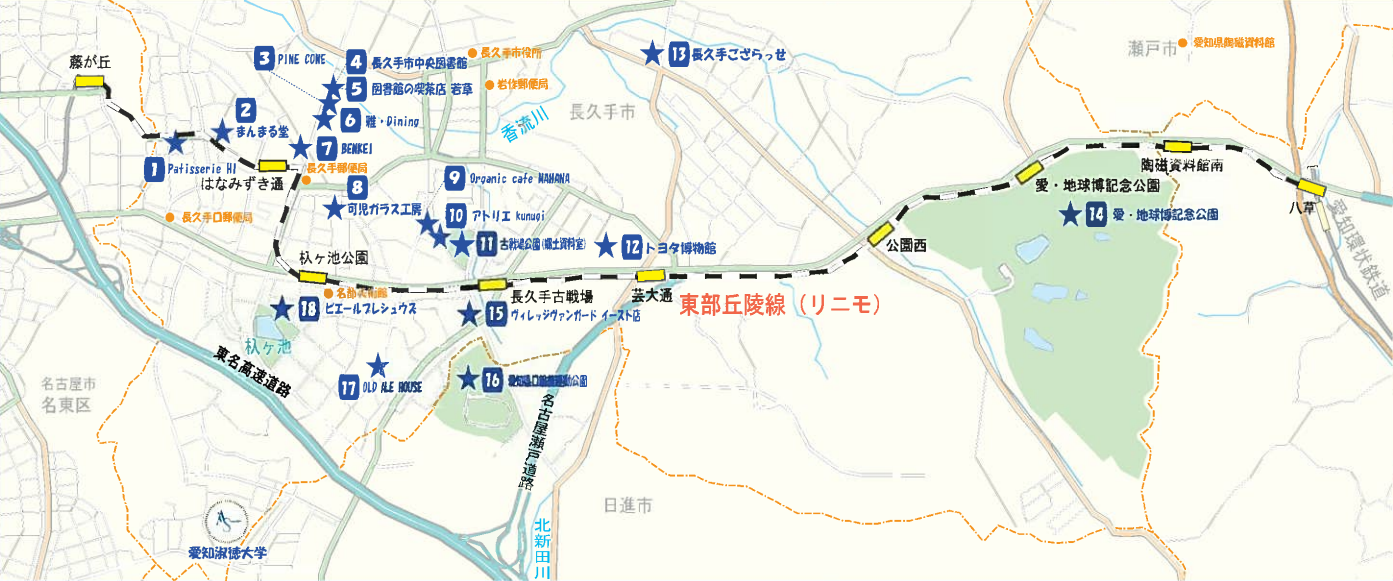 3 PINE CONE
4 長久手市中央図書館
長久手市役所
13 長久手ござらっせ
瀬戸市
愛知県陶磁資料館
藤が丘
5 図書館の喫茶店 若草
岩作郵便局
2 まんまる堂
6 雅・Dining
香流川
長久手市
7 BENKEI
1 Patisserie HI
長久手郵便局
はなみずき通
陶磁資料館南
愛・地球博記念公園
8 可児ガラス工房
9 Organic cafe MAHANA
10 アトリエ kunugi
長久手口郵便局
14 愛・地球博記念公園
八草
11 古戦場公園(郷土資料室)
12 トヨタ博物館
公園西
愛知環状鉄道
杁ヶ池公園
名都美術館
長久手古戦場
芸大通
東部丘陵線(リニモ)
18 ピエールプレシュウズ
15 ヴィレッジヴァンガード イースト店
杁ヶ池
東名高速道路
17 OLD ALE HOUSE
16
名古屋市
名東区
名古屋瀬戸道路
日進市
北新田川
AS
愛知淑徳大学